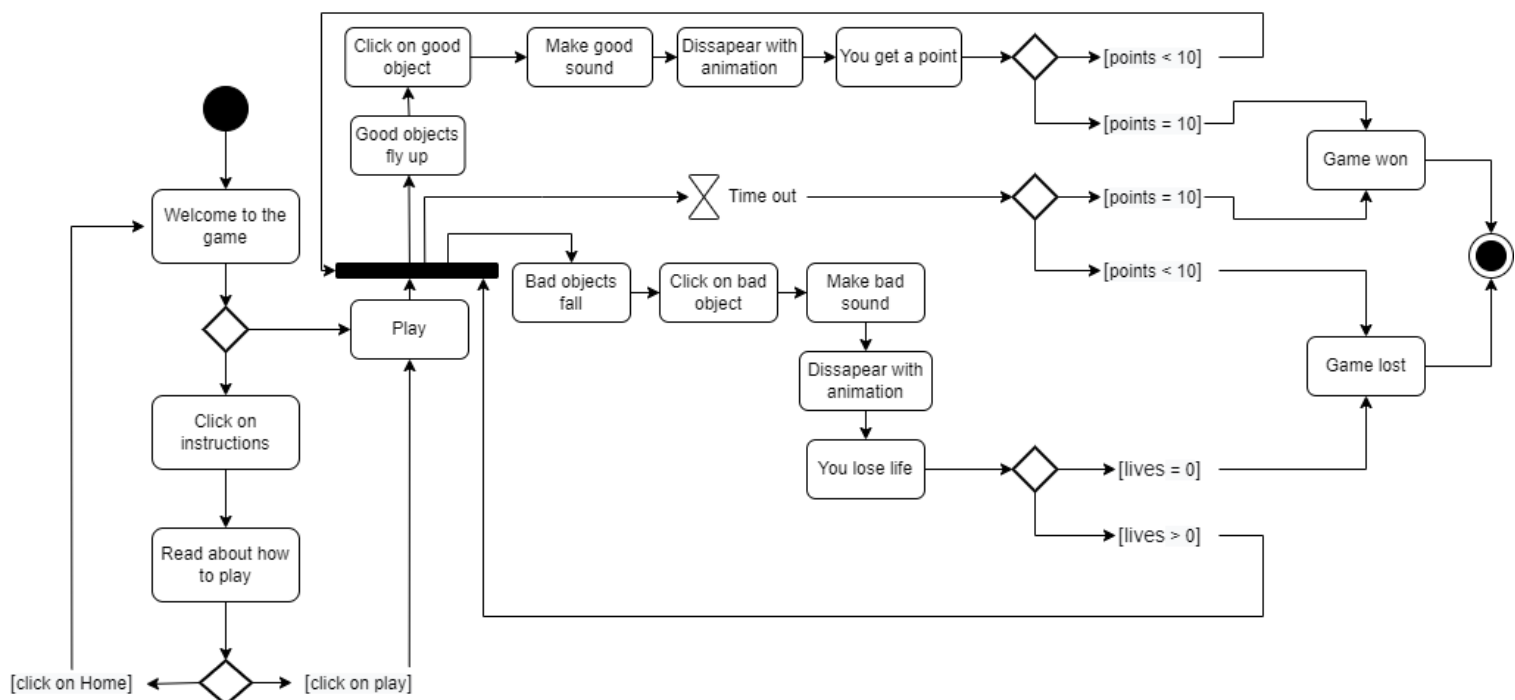 Click on good
object
Make good
sound
Dissapear with
animation
You get a point
[points < 10]
[points = 10]
Good objects
fly up
Game won
Welcome to the
game
Time out
[points = 10]
[points < 10]
Bad objects
fall
Click on bad
object
Make bad
sound
Play
Dissapear with
animation
Game lost
Click on
instructions
You lose life
[lives = 0]
[lives > 0]
Read about how
to play
[click on Home]
[click on play]